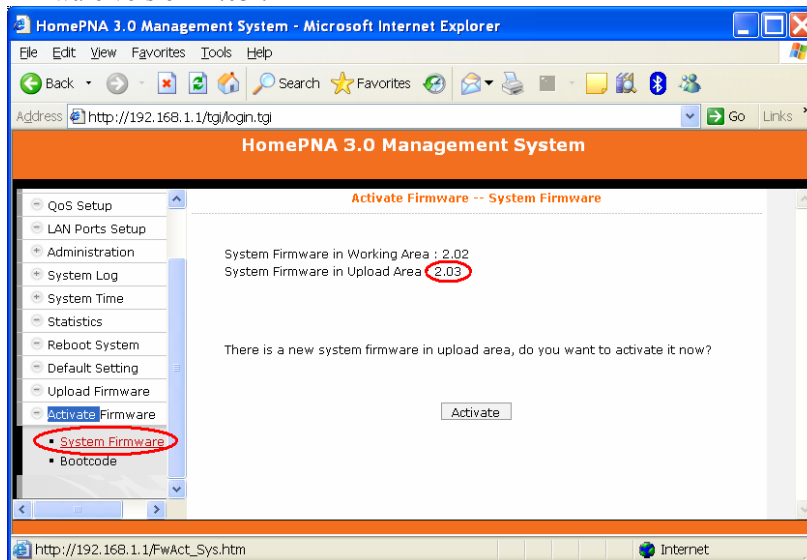 HomePNA 3.0 Management System - Microsoft Internet Explorer
File Edit View Favorites Tools Help
Back Search Favorites
Address http://192.168.1.1/tgi/login.tgi Go Links
HomePNA 3.0 Management System
QoS Setup
LAN Ports Setup
Administration
System Log
System Time
Statistics
Reboot System
Default Setting
Upload Firmware
Activate Firmware
System Firmware
Bootcode
Activate Firmware -- System Firmware
System Firmware in Working Area : 2.02
System Firmware in Upload Area : 2.03
There is a new system firmware in upload area, do you want to activate it now?
Activate
http://192.168.1.1/FwAct_Sys.htm Internet